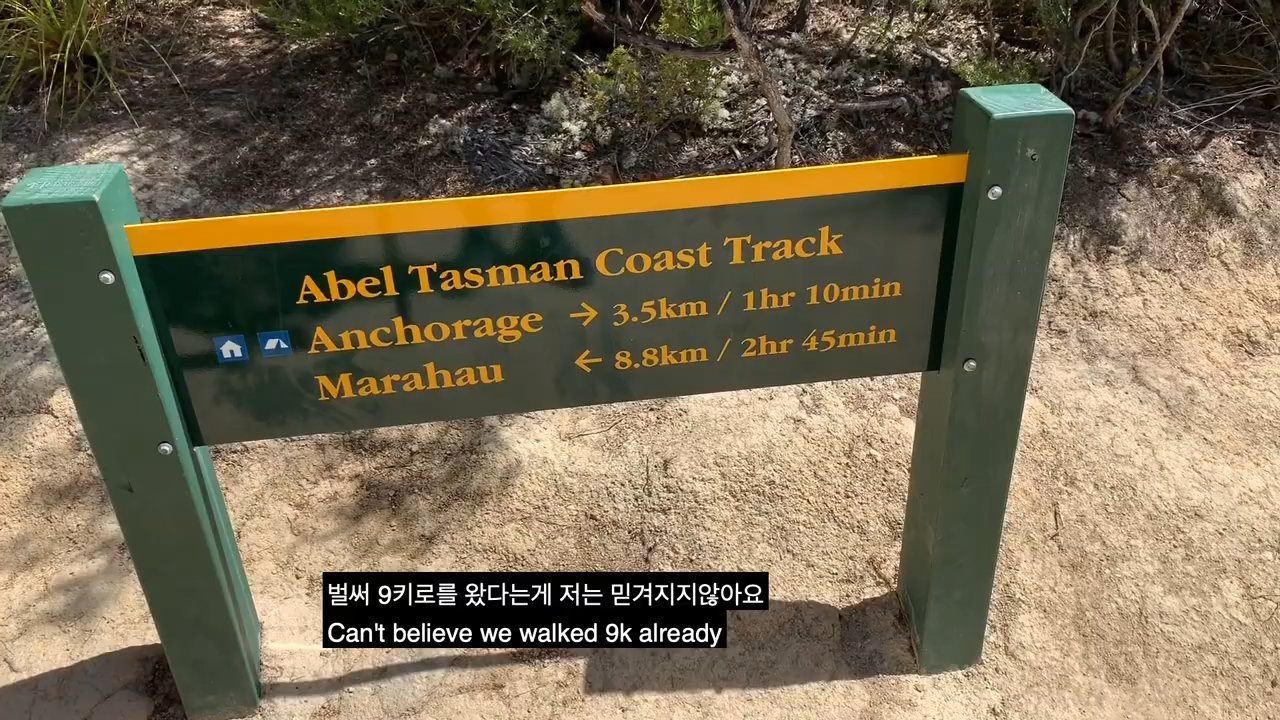 Abel Tasman Coast Track
Anchorage → 3.5km / 1hr 10min
Marahau ← 8.8km / 2hr 45min
벌써 9키로를 왔다는게 저는 믿겨지지않아요
Can't believe we walked 9k already